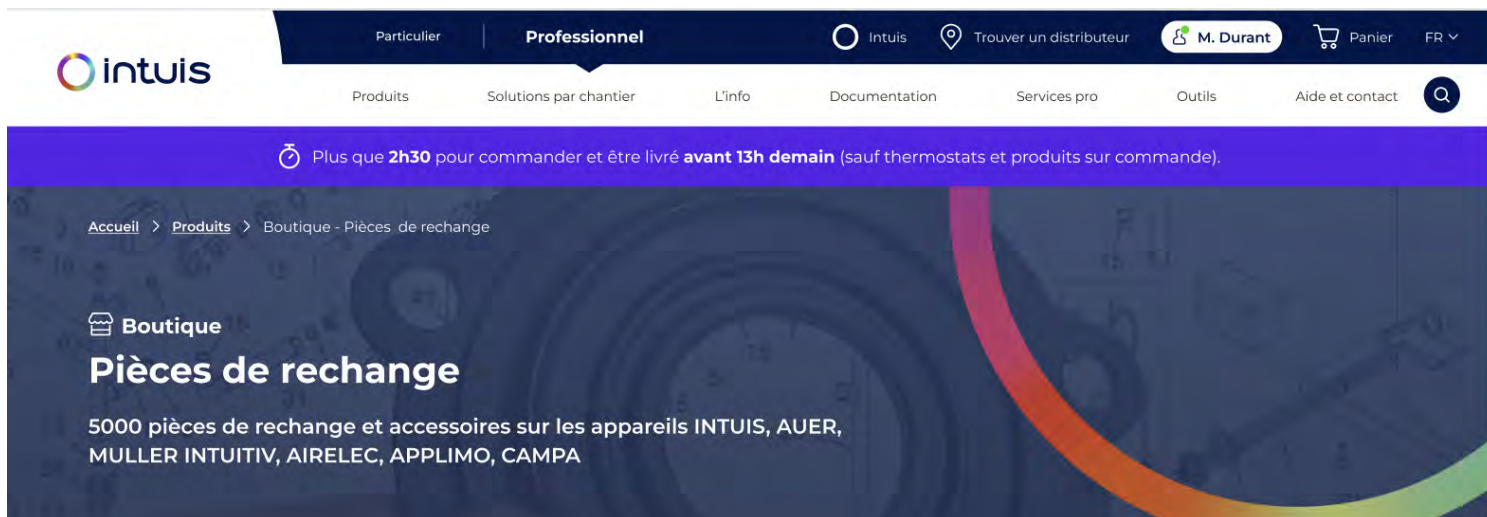 Particulier
Professionnel
Intuis
Trouver un distributeur
M. Durant
Panier
FR
intuis
Produits
Solutions par chantier
L'info
Documentation
Services pro
Outils
Aide et contact
Plus que 2h30 pour commander et être livré avant 13h demain (sauf thermostats et produits sur commande).
Accueil > Produits > Boutique - Pièces de rechange
Boutique
Pièces de rechange
5000 pièces de rechange et accessoires sur les appareils INTUIS, AUER,
MULLER INTUITIV, AIRELEC, APPLIMO, CAMPA